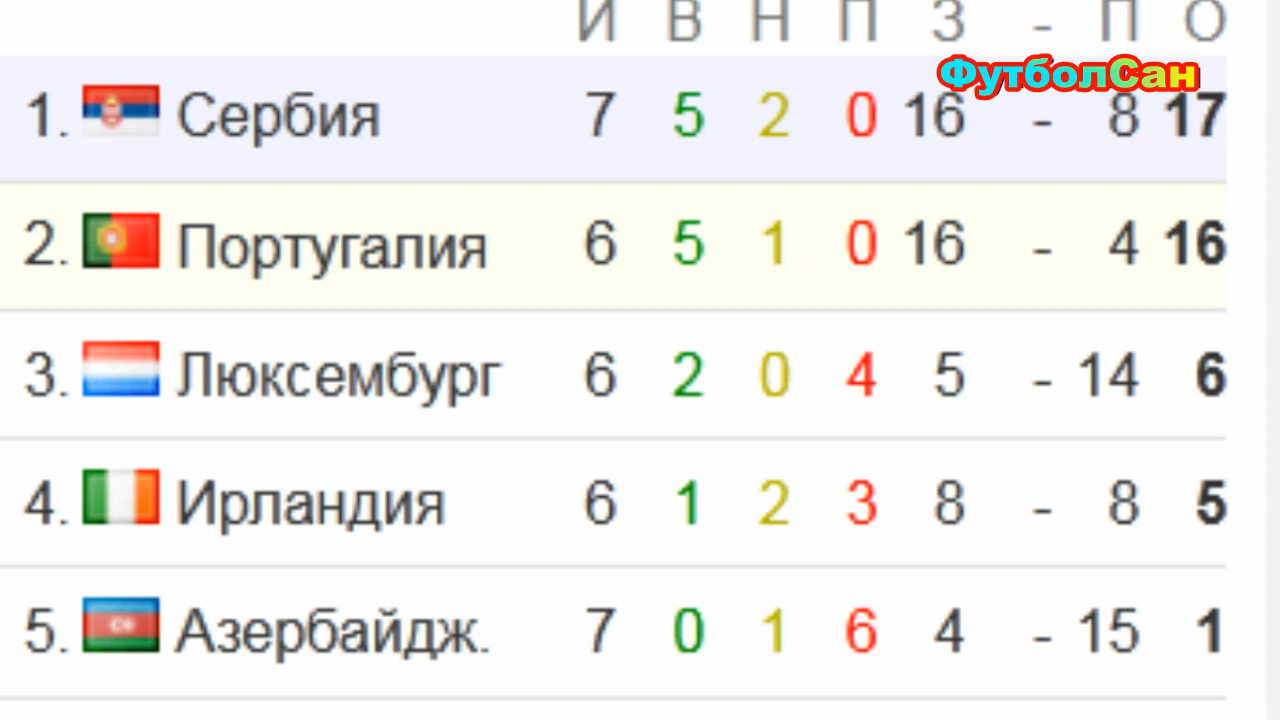 И В Н П З - П О
ФутболСан
1. Сербия 7 5 2 0 16 - 8 17
2. Португалия 6 5 1 0 16 - 4 16
3. Люксембург 6 2 0 4 5 - 14 6
4. Ирландия 6 1 2 3 8 - 8 5
5. Азербайдж. 7 0 1 6 4 - 15 1